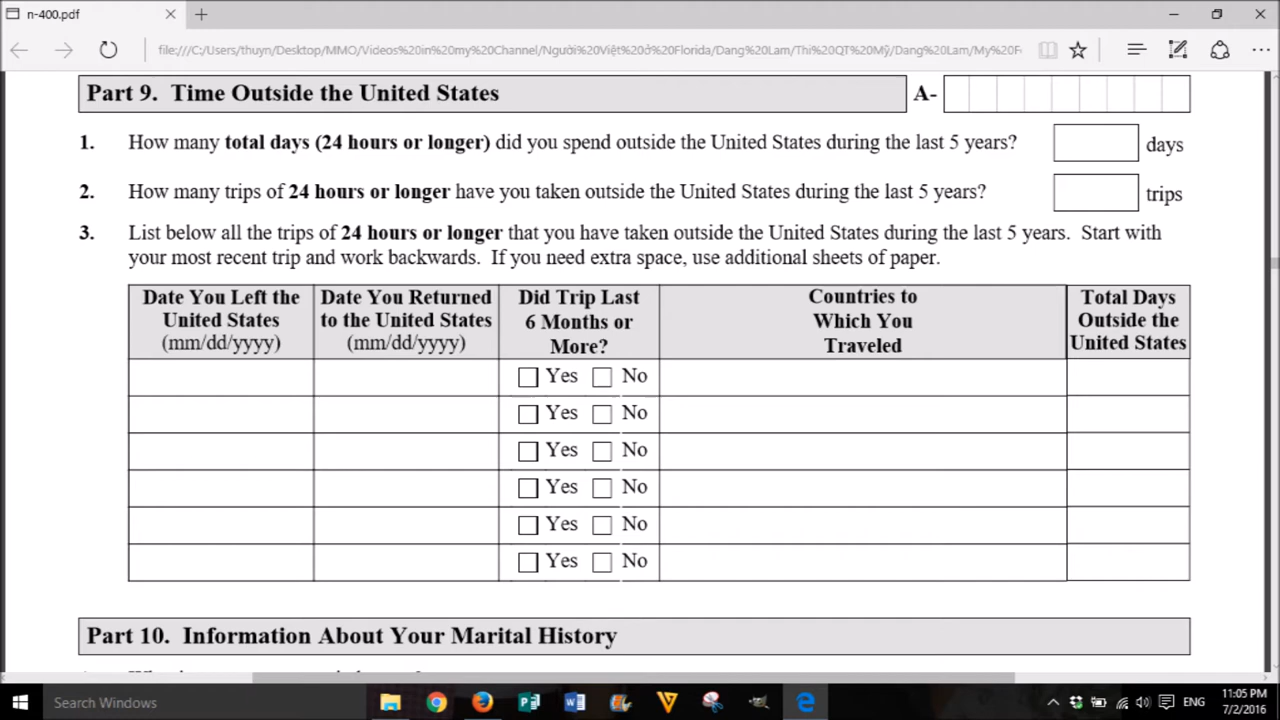 n-400.pdf
file:///C:/Users/thuyn/Desktop/MMO/Videos%20in%20my%20Channel/Người%20Việt%20ở%20Florida/Dang%20Lam/Thi%20QT%20Mỹ/Dang%20Lam/My%20F
Part 9. Time Outside the United States A-
1. How many total days (24 hours or longer) did you spend outside the United States during the last 5 years? days
2. How many trips of 24 hours or longer have you taken outside the United States during the last 5 years? trips
3. List below all the trips of 24 hours or longer that you have taken outside the United States during the last 5 years. Start with
your most recent trip and work backwards. If you need extra space, use additional sheets of paper.
Date You Left the
United States
(mm/dd/yyyy)
Date You Returned
to the United States
(mm/dd/yyyy)
Did Trip Last
6 Months or
More?
Countries to
Which You
Traveled
Total Days
Outside the
United States
Yes No
Yes No
Yes No
Yes No
Yes No
Yes No
Part 10. Information About Your Marital History
Search Windows
ENG
11:05 PM
7/2/2016